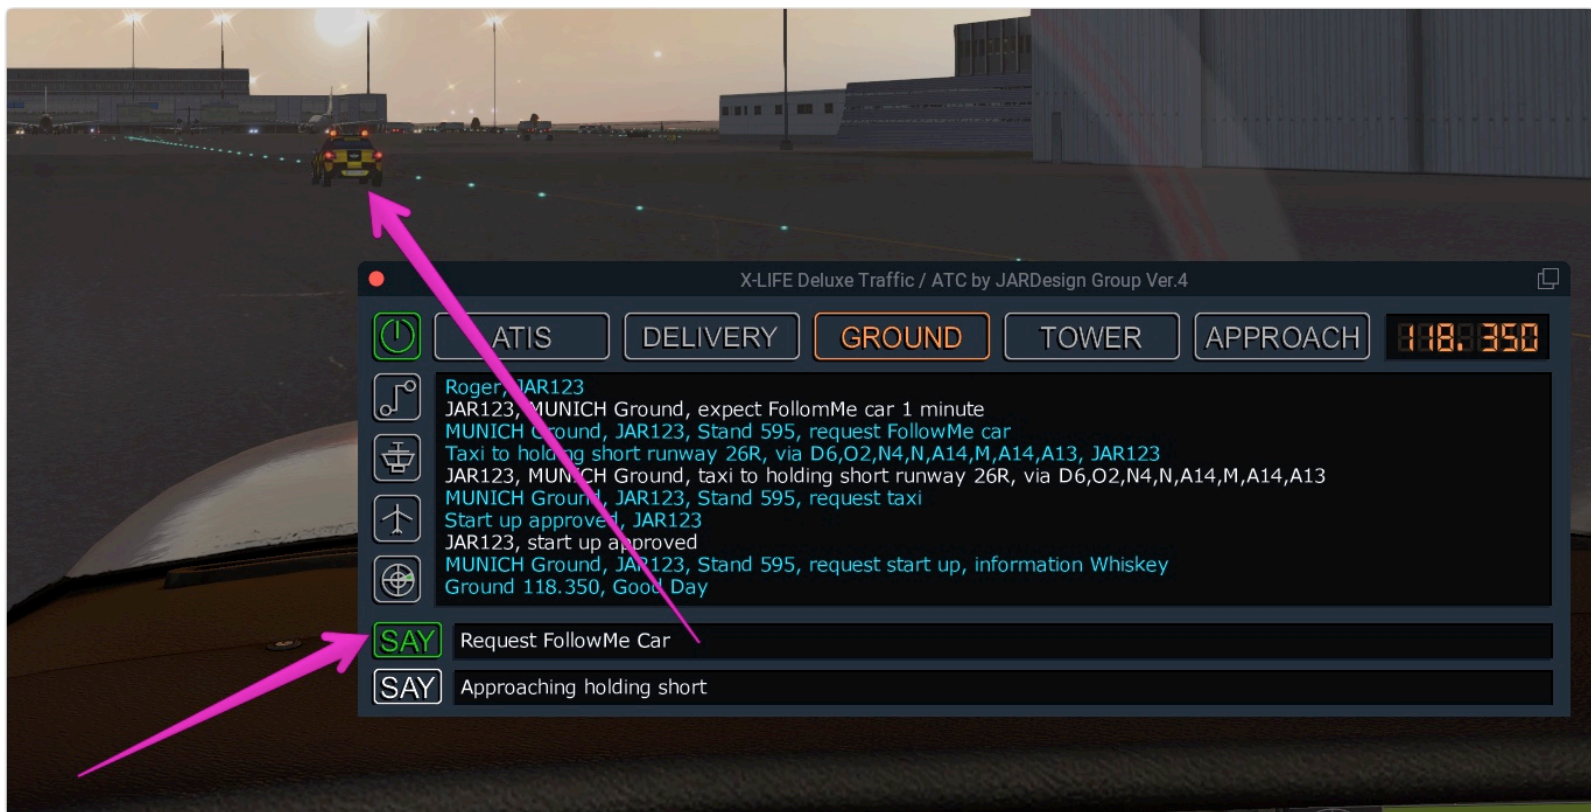 X-LIFE Deluxe Traffic / ATC by JARDesign Group Ver.4
ATIS DELIVERY GROUND TOWER APPROACH 118.350
Roger, JAR123
JAR123, MUNICH Ground, expect FollomMe car 1 minute
MUNICH Ground, JAR123, Stand 595, request FollowMe car
Taxi to holding short runway 26R, via D6,O2,N4,N,A14,M,A14,A13, JAR123
JAR123, MUNICH Ground, taxi to holding short runway 26R, via D6,O2,N4,N,A14,M,A14,A13
MUNICH Ground, JAR123, Stand 595, request taxi
Start up approved, JAR123
JAR123, start up approved
MUNICH Ground, JAR123, Stand 595, request start up, information Whiskey
Ground 118.350, Good Day
SAY Request FollowMe Car
SAY Approaching holding short